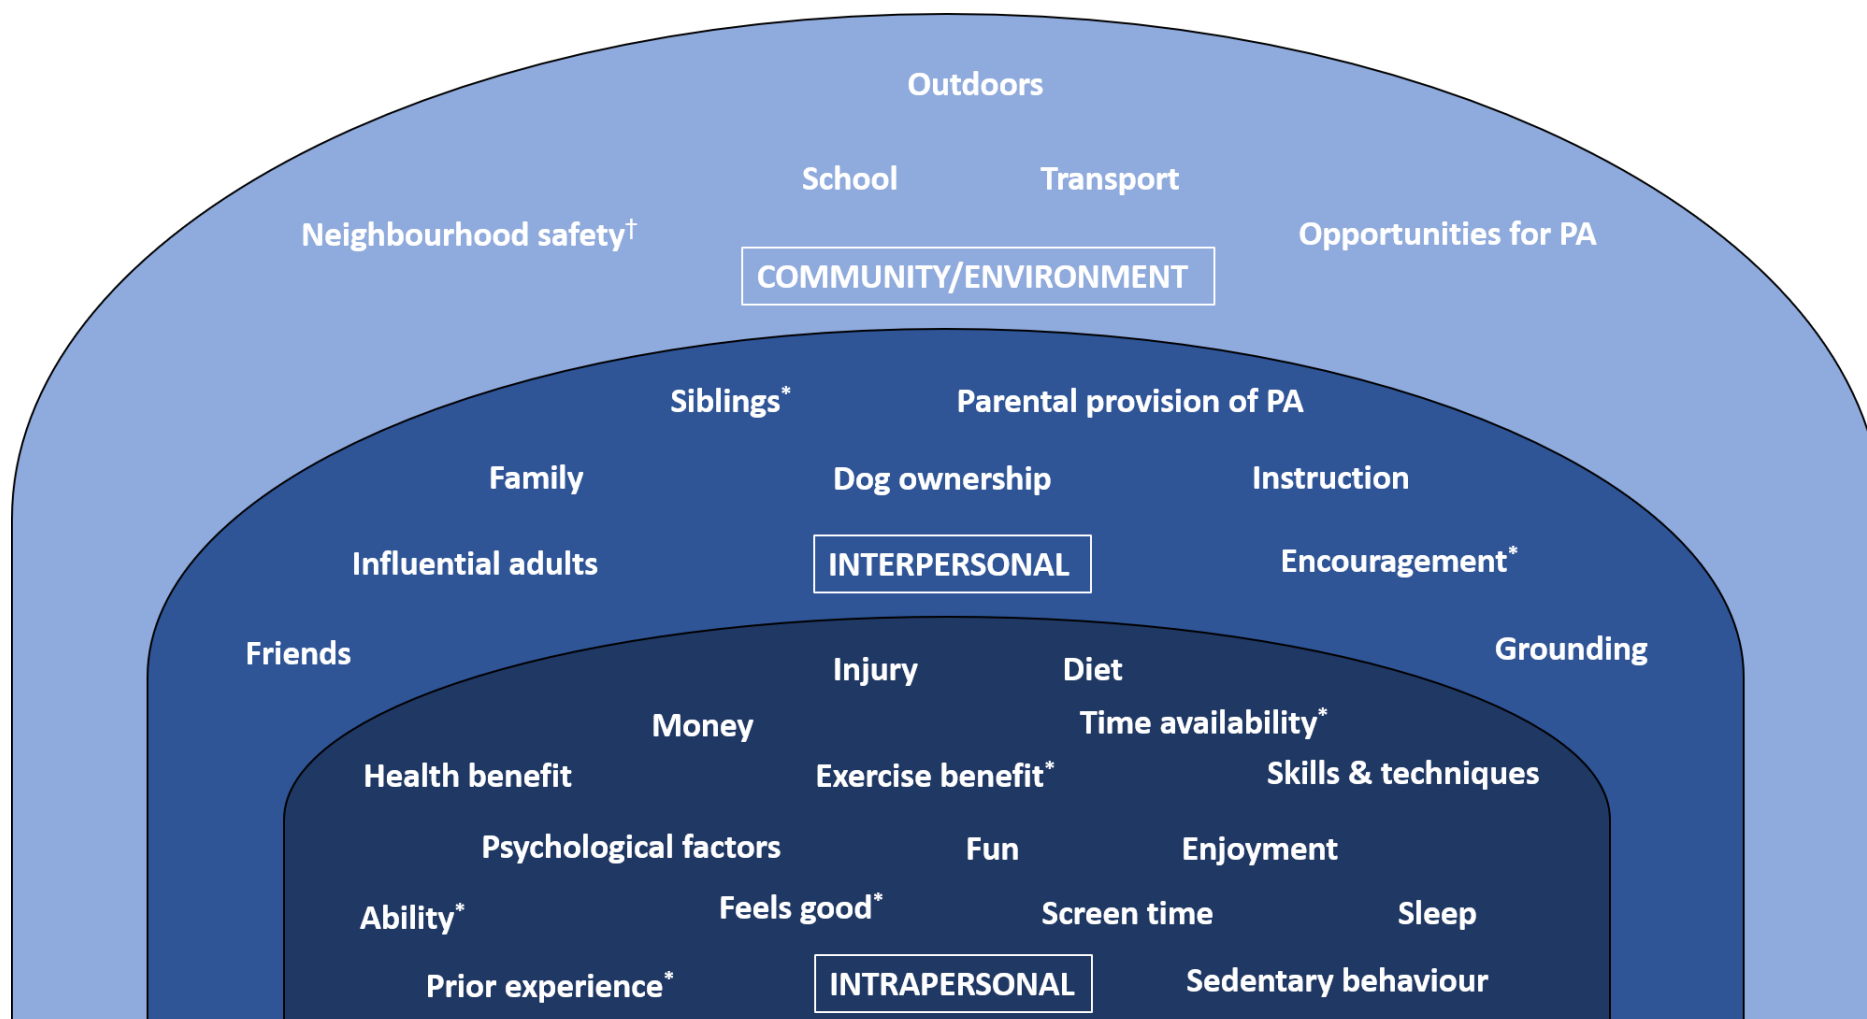 Outdoors
School Transport
Neighbourhood safety† Opportunities for PA
COMMUNITY/ENVIRONMENT
Siblings* Parental provision of PA
Family Dog ownership Instruction
Influential adults INTERPERSONAL Encouragement*
Friends Grounding
Injury Diet
Money Time availability*
Health benefit Exercise benefit* Skills & techniques
Psychological factors Fun Enjoyment
Ability* Feels good* Screen time Sleep
Prior experience* INTRAPERSONAL Sedentary behaviour